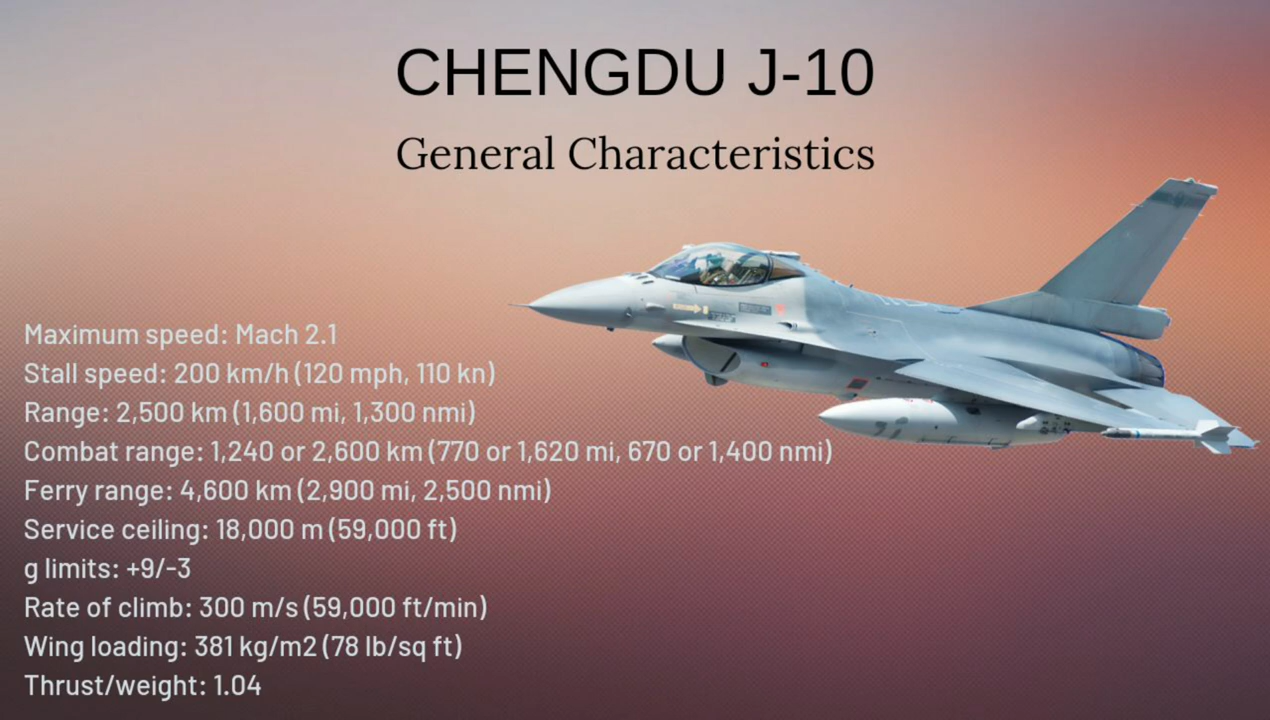 CHENGDU J-10
General Characteristics
Maximum speed: Mach 2.1
Stall speed: 200 km/h (120 mph, 110 kn)
Range: 2,500 km (1,600 mi, 1,300 nmi)
Combat range: 1,240 or 2,600 km (770 or 1,620 mi, 670 or 1,400 nmi)
Ferry range: 4,600 km (2,900 mi, 2,500 nmi)
Service ceiling: 18,000 m (59,000 ft)
g limits: +9/-3
Rate of climb: 300 m/s (59,000 ft/min)
Wing loading: 381 kg/m2 (78 lb/sq ft)
Thrust/weight: 1.04